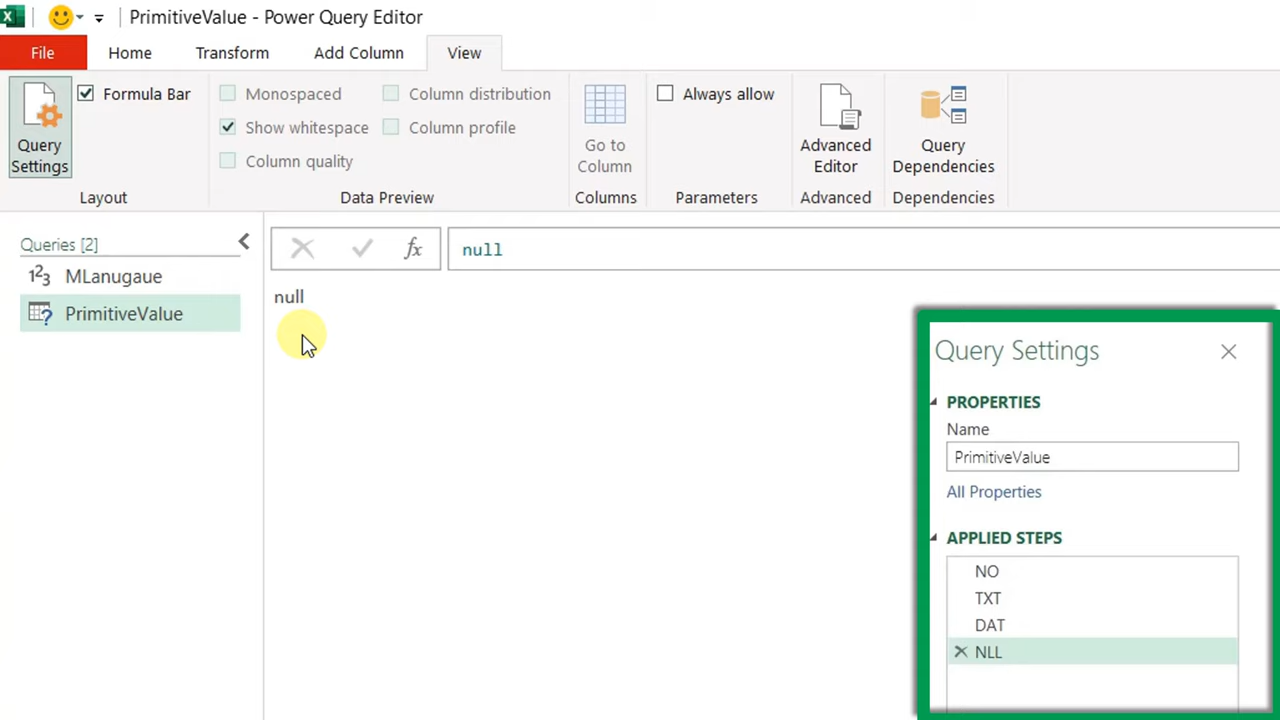 PrimitiveValue - Power Query Editor
File Home Transform Add Column View
Query Settings
Formula Bar
Layout
Monospaced
Show whitespace
Column quality
Column distribution
Column profile
Data Preview
Go to Column
Columns
Always allow
Parameters
Advanced Editor
Advanced
Query Dependencies
Dependencies
Queries [2]
MLanugaue
PrimitiveValue
fx null
null
Query Settings
PROPERTIES
Name
PrimitiveValue
All Properties
APPLIED STEPS
NO
TXT
DAT
NLL